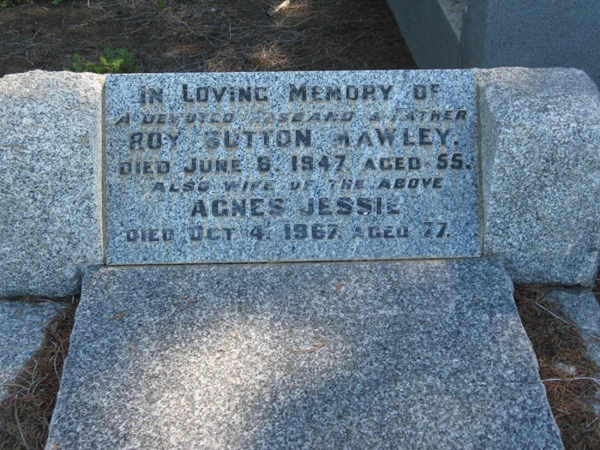 IN LOVING MEMORY OF
A DEVOTED HUSBAND & FATHER
ROY SUTTON HAWLEY.
DIED JUNE 6, 1947 AGED 55.
ALSO WIFE OF THE ABOVE
AGNES JESSIE
DIED OCT 4, 1967, AGED 77.